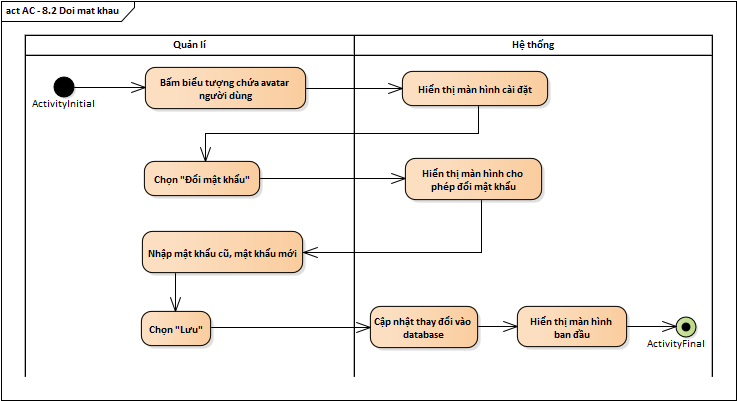 act AC - 8.2 Doi mat khau
Quản lí
Hệ thống
ActivityInitial
Bấm biểu tượng chứa avatar
người dùng
Hiển thị màn hình cài đặt
Chọn "Đổi mật khẩu"
Hiển thị màn hình cho
phép đổi mật khẩu
Nhập mật khẩu cũ, mật khẩu mới
Chọn "Lưu"
Cập nhật thay đổi vào
database
Hiển thị màn hình
ban đầu
ActivityFinal